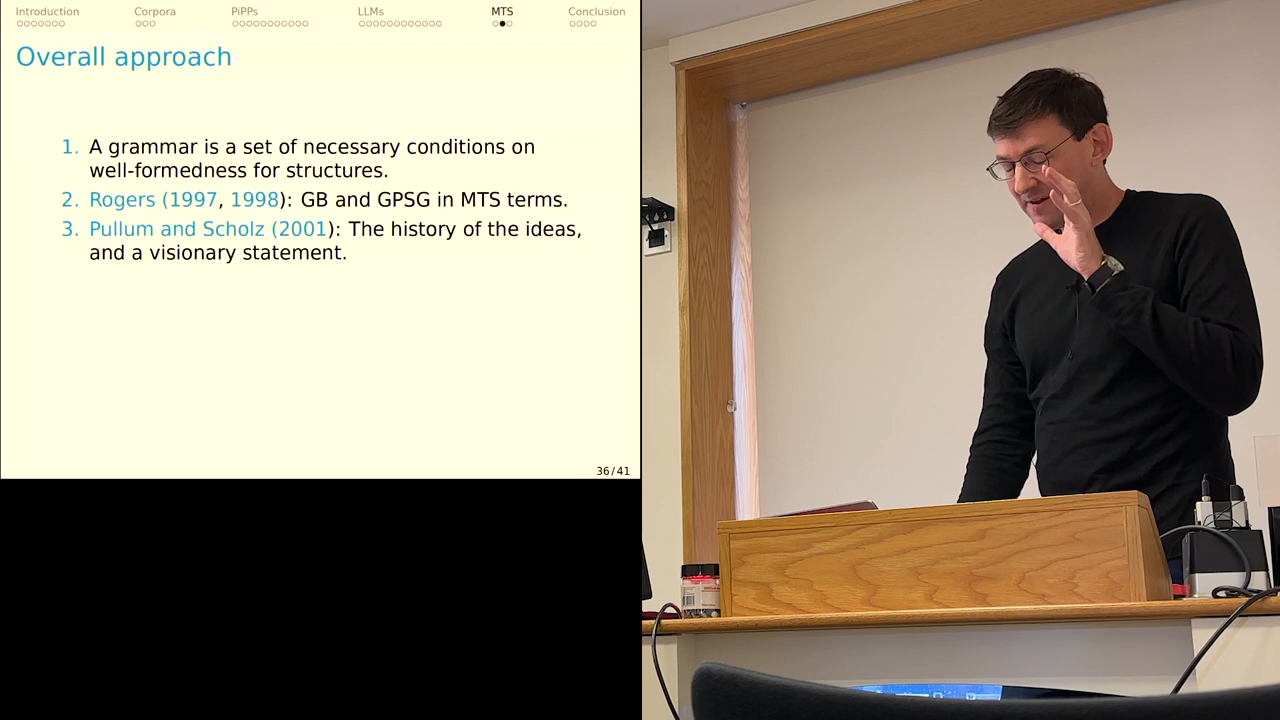 Introduction Corpora PiPPs LLMs MTS Conclusion
Overall approach
1. A grammar is a set of necessary conditions on
well-formedness for structures.
2. Rogers (1997, 1998): GB and GPSG in MTS terms.
3. Pullum and Scholz (2001): The history of the ideas,
and a visionary statement.
36/41